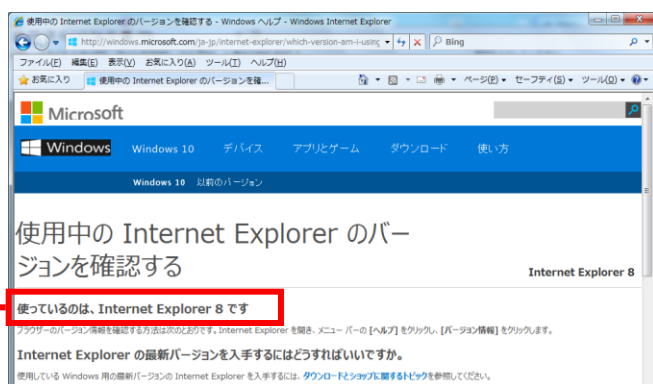 使用中の Internet Explorer のバージョンを確認する - Windows ヘルプ - Windows Internet Explorer
http://windows.microsoft.com/ja-jp/internet-explorer/which-version-am-i-using
Bing
ファイル(F) 編集(E) 表示(V) お気に入り(A) ツール(T) ヘルプ(H)
お気に入り 使用中の Internet Explorer のバージョンを確... ページ(P) セーフティ(S) ツール(O)
Microsoft
Windows Windows 10 デバイス アプリとゲーム ダウンロード 使い方
Windows 10 以前のバージョン
使用中の Internet Explorer のバー
ジョンを確認する
Internet Explorer 8
使っているのは、Internet Explorer 8 です
ブラウザーのバージョン情報を確認する方法は次のとおりです。Internet Explorer を開き、メニュー バーの [ヘルプ] をクリックし、[バージョン情報] をクリックします。
Internet Explorer の最新バージョンを入手するにはどうすればいいですか。
使用している Windows 用の最新バージョンの Internet Explorer を入手するには、ダウンロードとショップに関するトピックを参照してください。